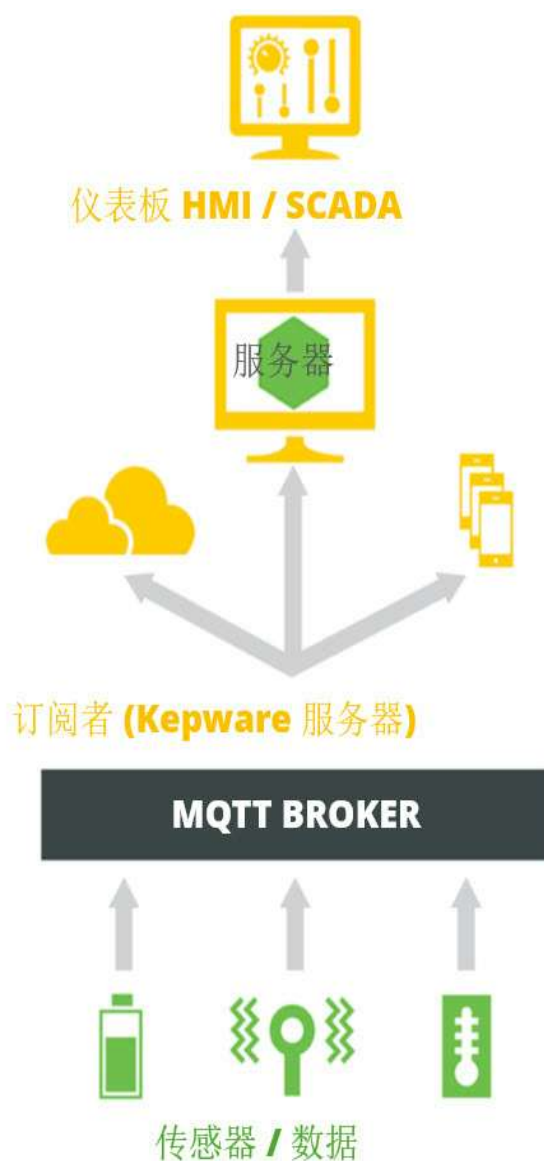 仪表板 HMI / SCADA
服务器
订阅者 (Kepware 服务器)
MQTT BROKER
传感器 / 数据